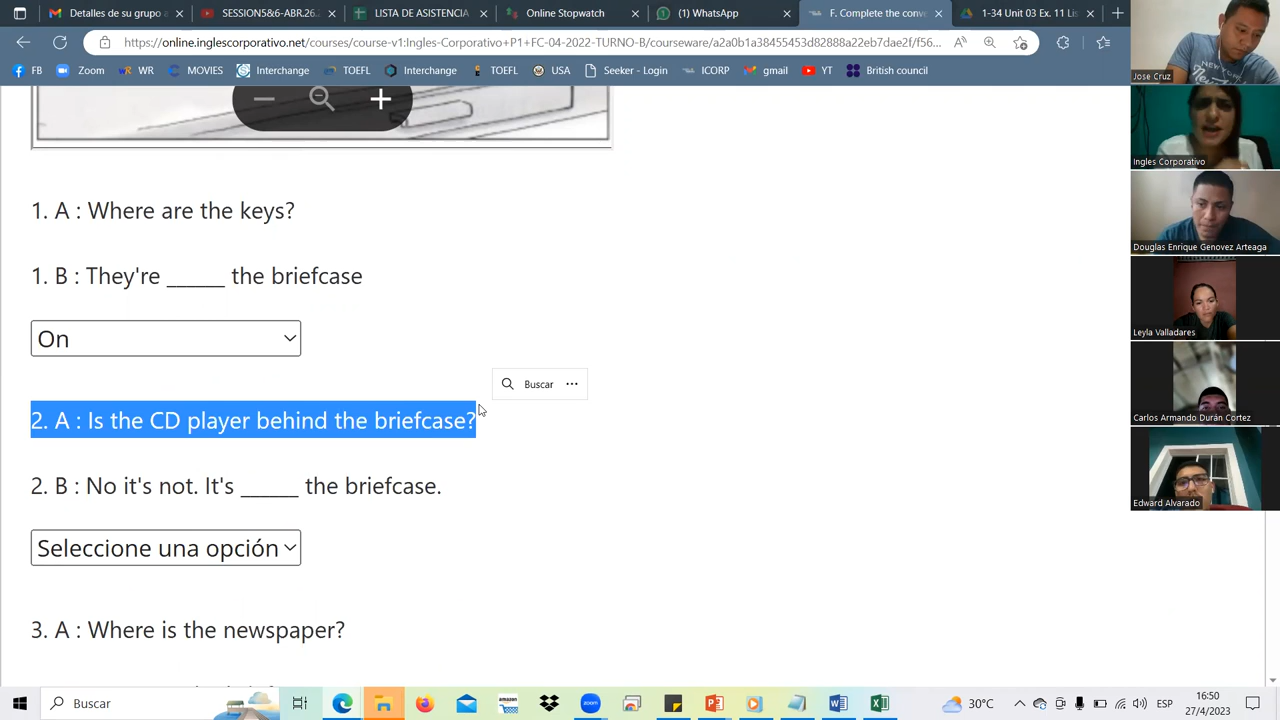 Detalles de su grupo a
SESSION5&6-ABR.26.
LISTA DE ASISTENCIA
Online Stopwatch
(1) WhatsApp
F. Complete the conv
1-34 Unit 03 Ex. 11 Lis
https://online.inglescorporativo.net/courses/course-v1:Ingles-Corporativo+P1+FC-04-2022-TURNO-B/courseware/a2a0b1a38455453d82888a22eb7dae2f/f56...
FB
Zoom
WR
MOVIES
Interchange
TOEFL
Interchange
TOEFL
USA
Seeker - Login
ICORP
gmail
YT
British council
1. A : Where are the keys?
1. B : They're ______ the briefcase
On
Buscar
2. A : Is the CD player behind the briefcase?
2. B : No it's not. It's ______ the briefcase.
Seleccione una opción
3. A : Where is the newspaper?
Jose Cruz
Ingles Corporativo
Douglas Enrique Genovez Arteaga
Leyla Valladares
Carlos Armando Durán Cortez
Edward Alvarado
Buscar
30°C
ESP
16:50
27/4/2023